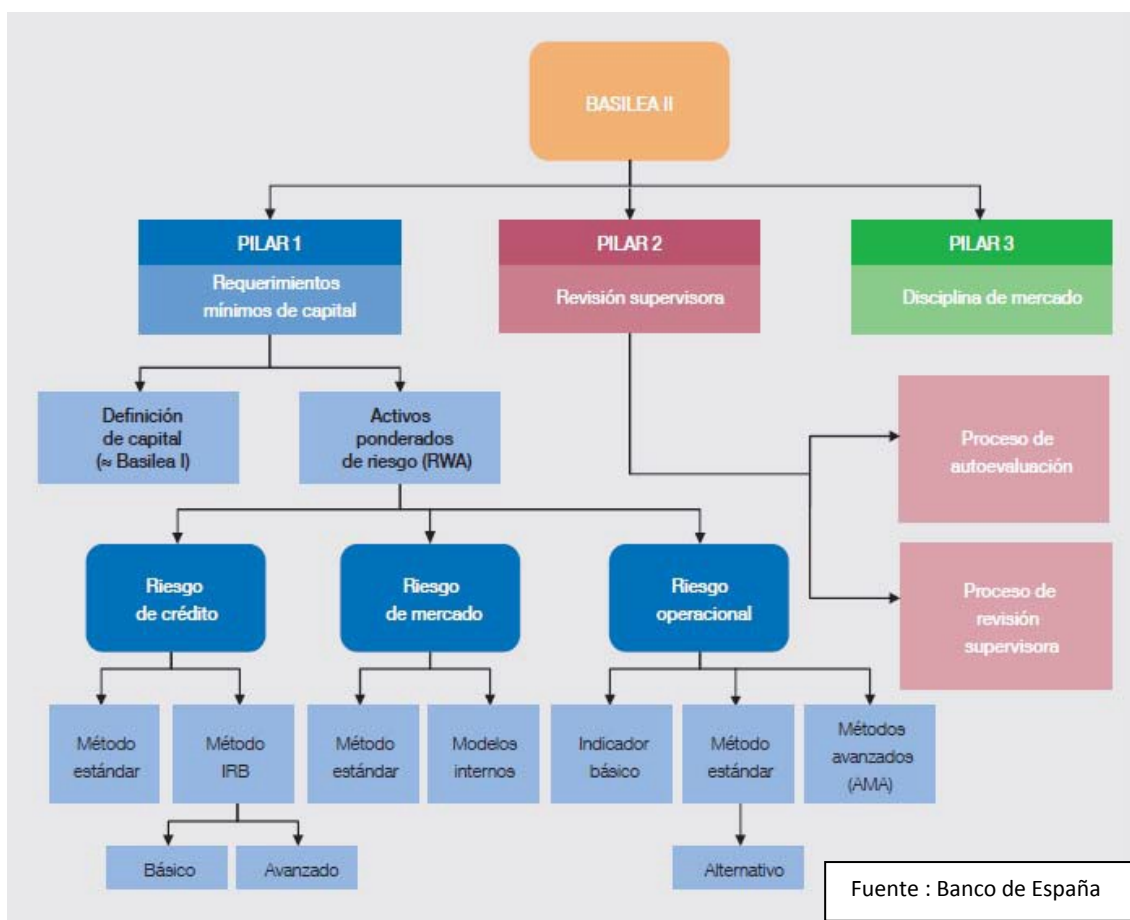 BASILEA II
PILAR 1
Requerimientos
mínimos de capital
PILAR 2
Revisión supervisora
PILAR 3
Disciplina de mercado
Definición
de capital
(≈ Basilea I)
Activos
ponderados
de riesgo (RWA)
Proceso de
autoevaluación
Riesgo
de crédito
Riesgo
de mercado
Riesgo
operacional
Proceso de
revisión
supervisora
Método
estándar
Método
IRB
Método
estándar
Modelos
internos
Indicador
básico
Método
estándar
Métodos
avanzados
(AMA)
Básico
Avanzado
Alternativo
Fuente : Banco de España